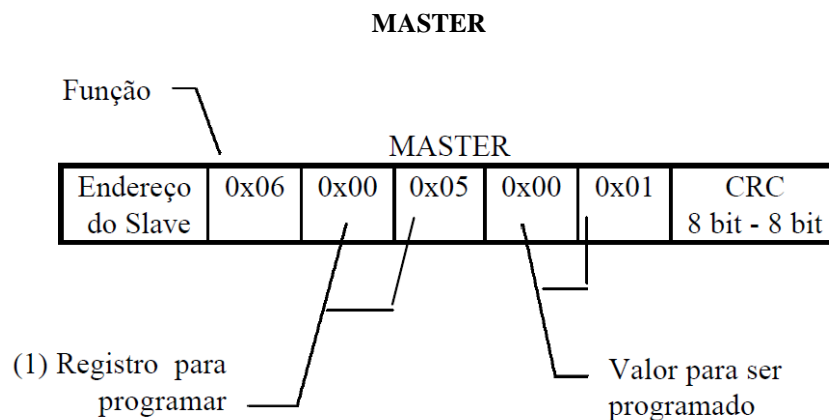 MASTER
Função
MASTER
Endereço do Slave 0x06 0x00 0x05 0x00 0x01 CRC 8 bit - 8 bit
(1) Registro para
programar
Valor para ser
programado